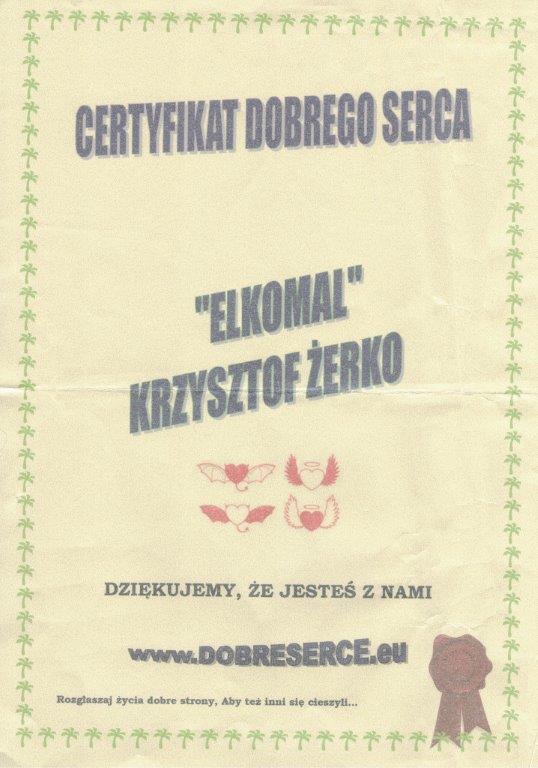 CERTYFIKAT DOBREGO SERCA
"ELKOMAL"
KRZYSZTOF ŻERKO
DZIĘKUJEMY, ŻE JESTEŚ Z NAMI
www.DOBRESERCE.eu
Rozgłaszaj życia dobre strony, Aby też inni się cieszyli...